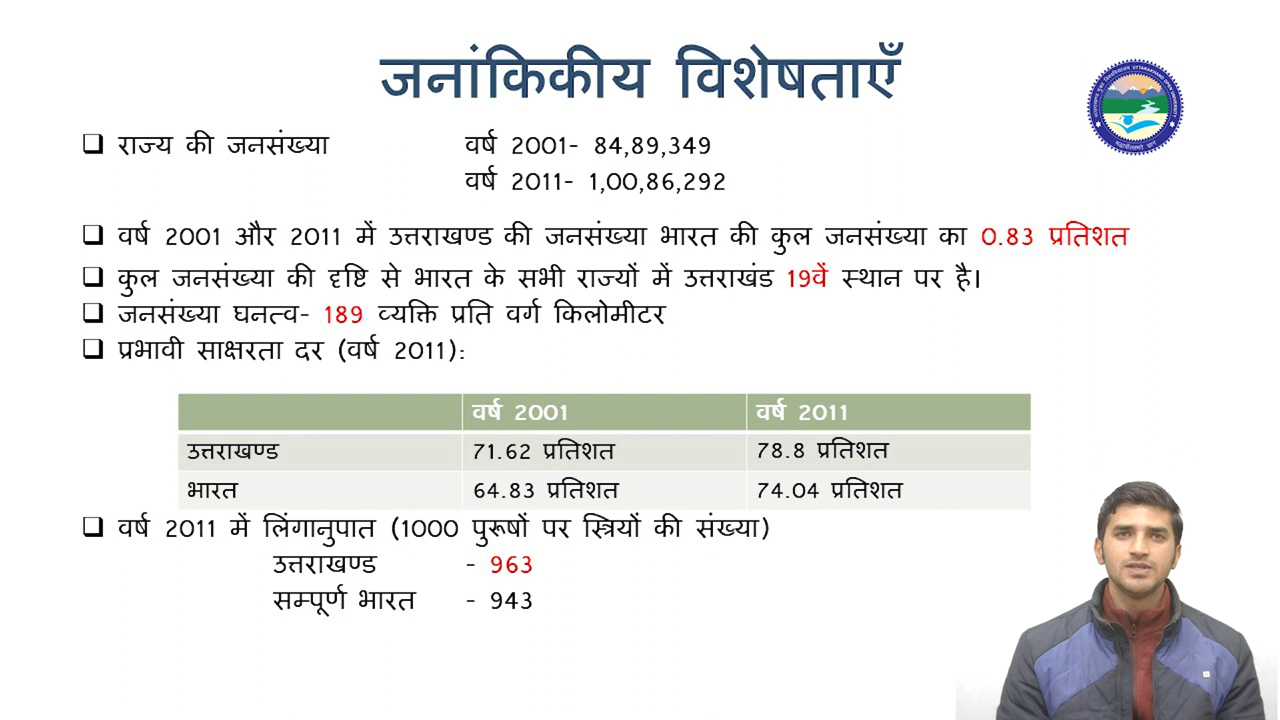 जनांकिकीय विशेषताएँ
❑ राज्य की जनसंख्या वर्ष 2001- 84,89,349
वर्ष 2011- 1,00,86,292
❑ वर्ष 2001 और 2011 में उत्तराखण्ड की जनसंख्या भारत की कुल जनसंख्या का 0.83 प्रतिशत
❑ कुल जनसंख्या की दृष्टि से भारत के सभी राज्यों में उत्तराखंड 19वें स्थान पर है।
❑ जनसंख्या घनत्व- 189 व्यक्ति प्रति वर्ग किलोमीटर
❑ प्रभावी साक्षरता दर (वर्ष 2011):
वर्ष 2001 वर्ष 2011
उत्तराखण्ड 71.62 प्रतिशत 78.8 प्रतिशत
भारत 64.83 प्रतिशत 74.04 प्रतिशत
❑ वर्ष 2011 में लिंगानुपात (1000 पुरूषों पर स्त्रियों की संख्या)
उत्तराखण्ड - 963
सम्पूर्ण भारत - 943